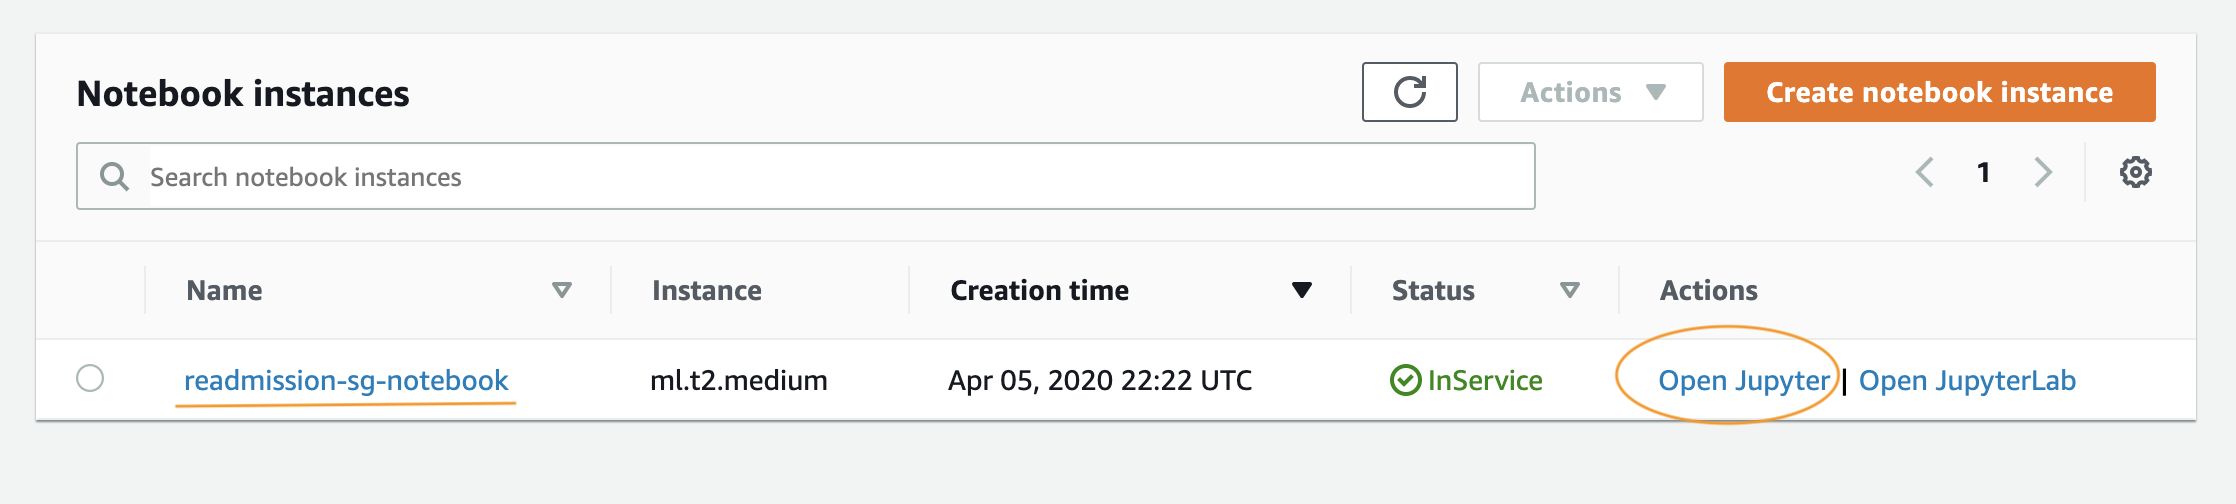 Notebook instances
Actions
Create notebook instance
Search notebook instances
1
Name Instance Creation time Status Actions
readmission-sg-notebook ml.t2.medium Apr 05, 2020 22:22 UTC InService Open Jupyter | Open JupyterLab